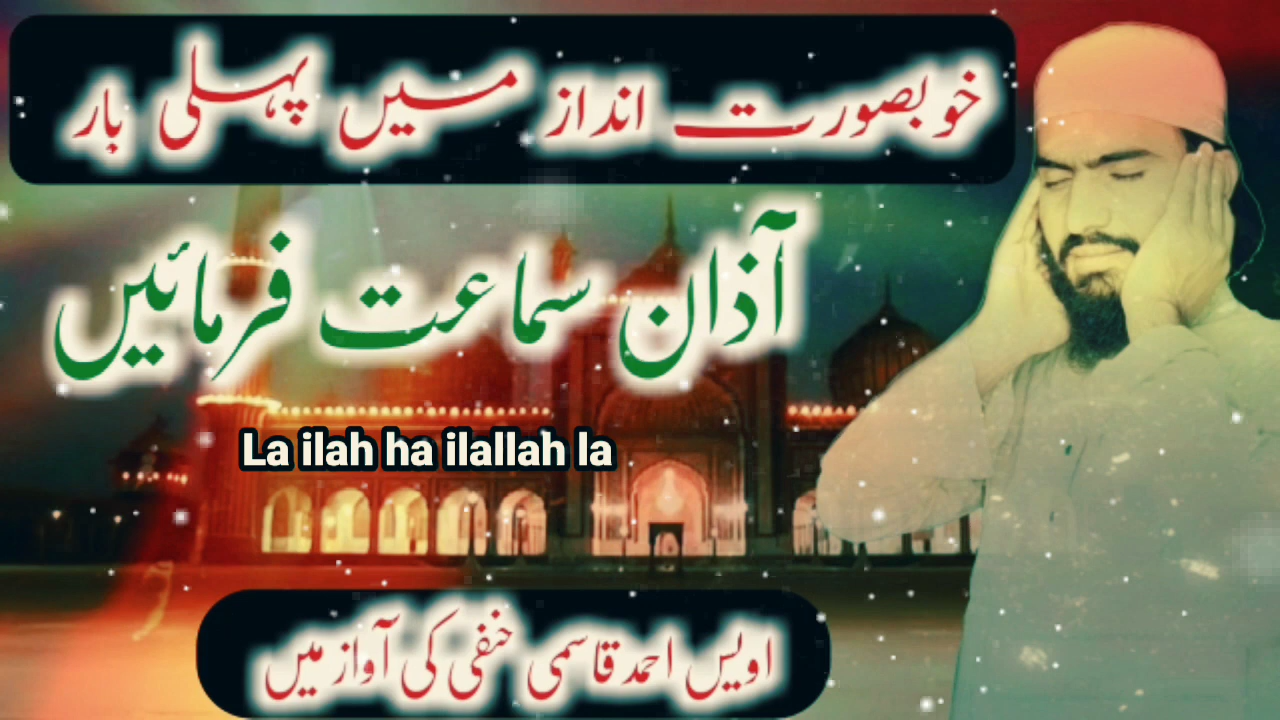 خوبصورت انداز میں پہلی بار
آذان سماعت فرمائیں
La ilah ha ilallah la
اویس احمد قاسمی حنفی کی آواز میں